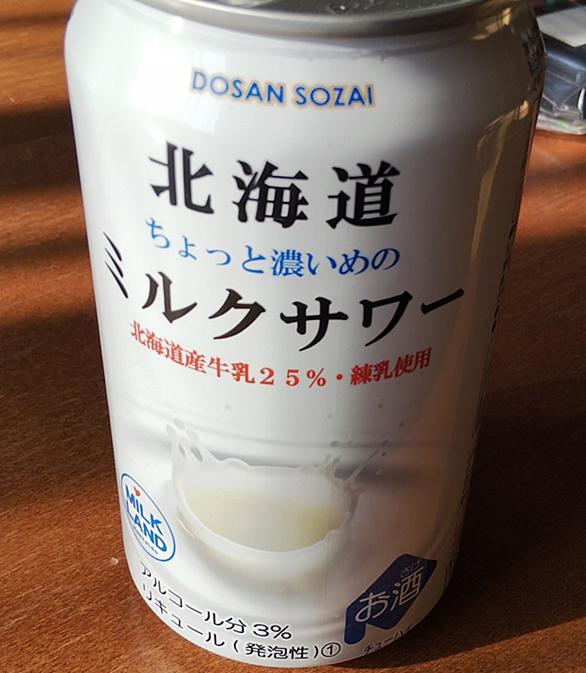 DOSAN SOZAI
北海道
ちょっと濃いめの
ミルクサワー
北海道産牛乳25%・練乳使用
MILK
LAND
アルコール分3%
リキュール(発泡性)①
さけ
お酒